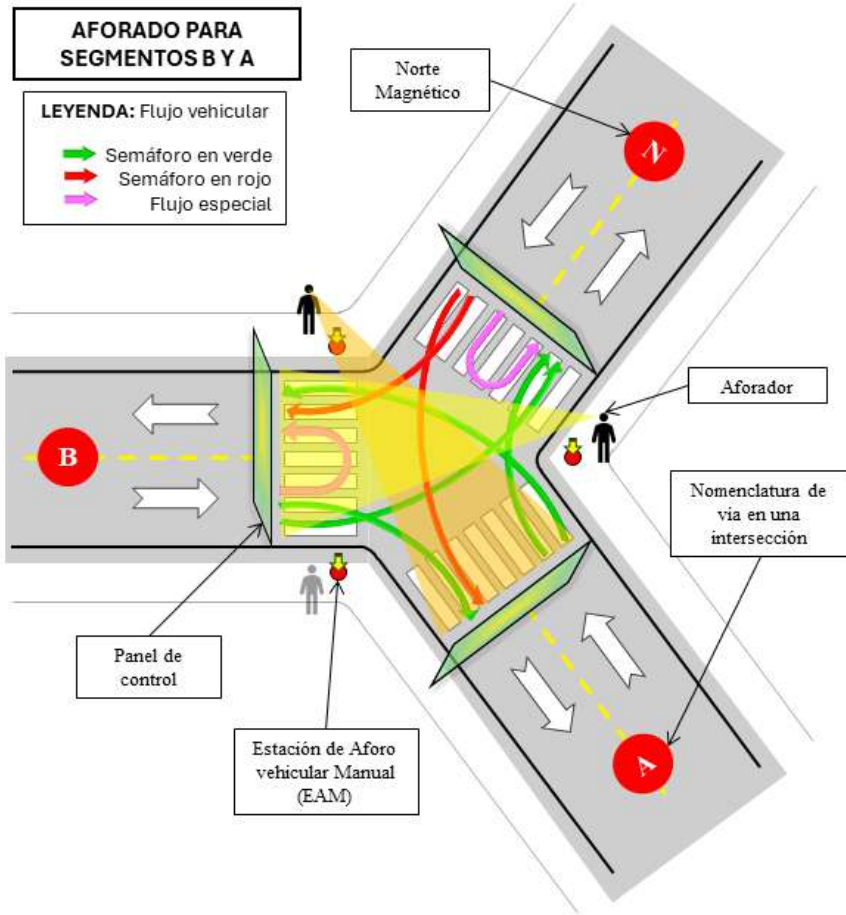 AFORADO PARA
SEGMENTOS B Y A
LEYENDA: Flujo vehicular
Semáforo en verde
Semáforo en rojo
Flujo especial
Norte
Magnético
N
Aforador
B
Nomenclatura de
vía en una
intersección
Panel de
control
Estación de Aforo
vehicular Manual
(EAM)
A